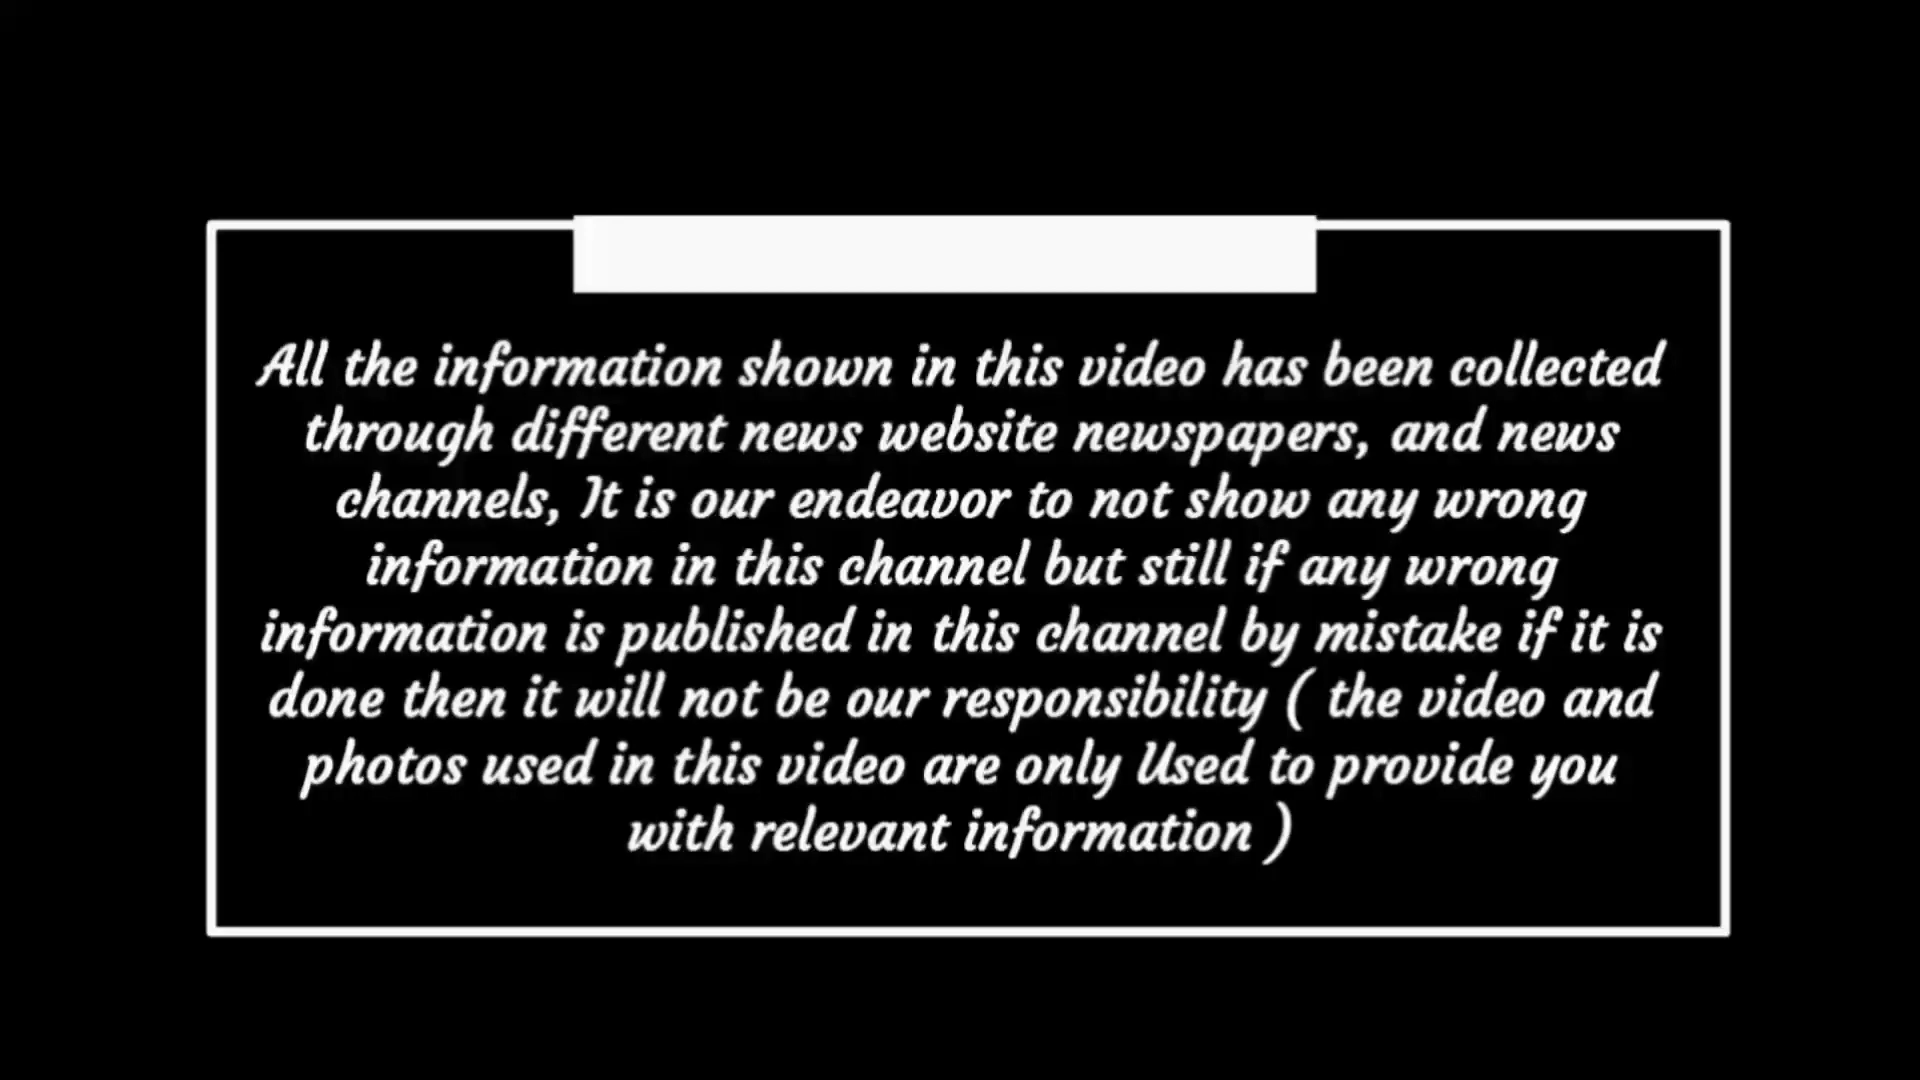 All the information shown in this video has been collected
through different news website newspapers, and news
channels, It is our endeavor to not show any wrong
information in this channel but still if any wrong
information is published in this channel by mistake if it is
done then it will not be our responsibility ( the video and
photos used in this video are only Used to provide you
with relevant information )